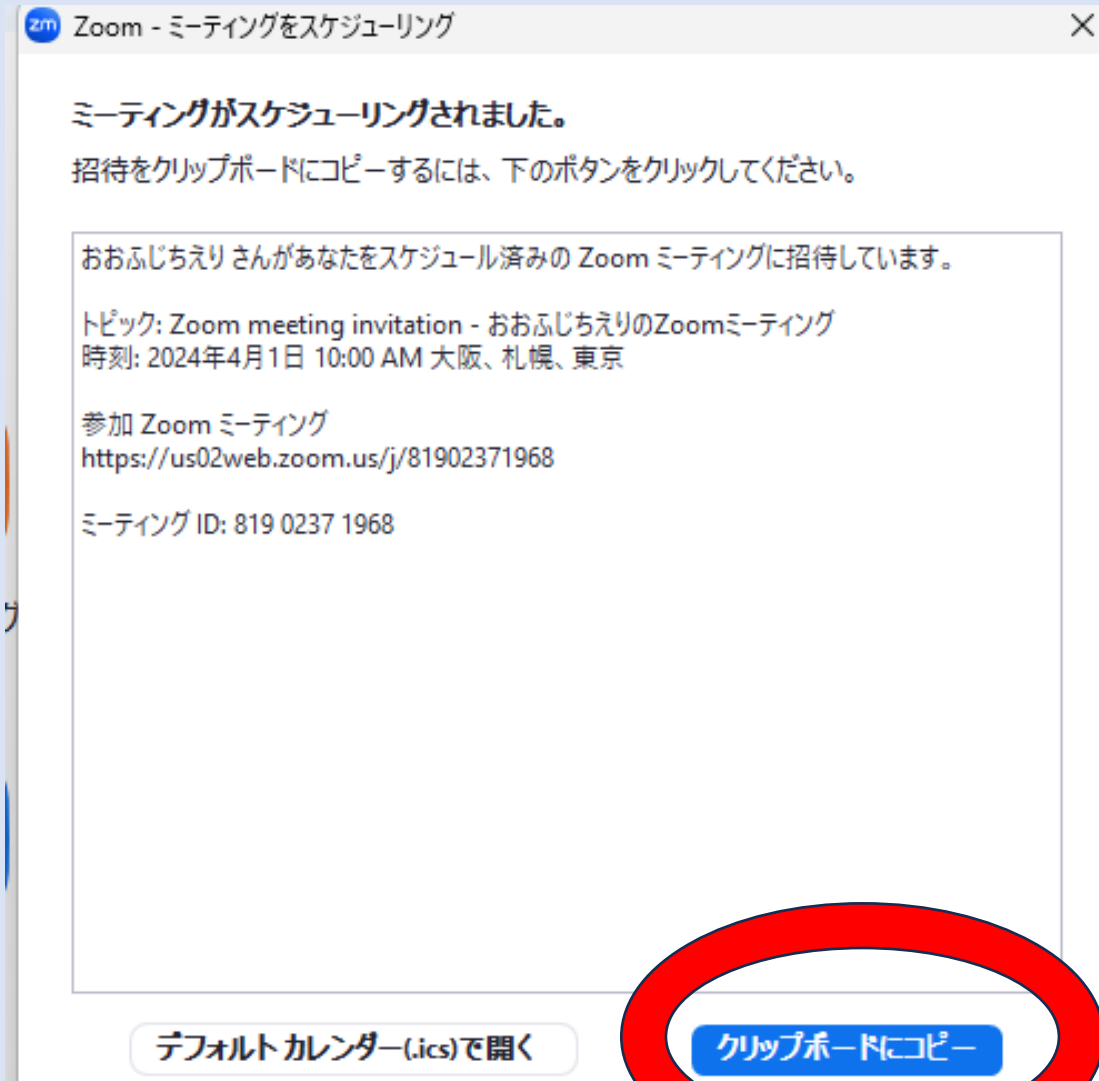 zm Zoom - ミーティングをスケジューリング
ミーティングがスケジューリングされました。
招待をクリップボードにコピーするには、下のボタンをクリックしてください。
おおふじちえり さんがあなたをスケジュール済みの Zoom ミーティングに招待しています。
トピック: Zoom meeting invitation - おおふじちえりのZoomミーティング
時刻: 2024年4月1日 10:00 AM 大阪、札幌、東京
参加 Zoom ミーティング
https://us02web.zoom.us/j/81902371968
ミーティング ID: 819 0237 1968
グ
デフォルト カレンダー(.ics)で開く
クリップボードにコピー